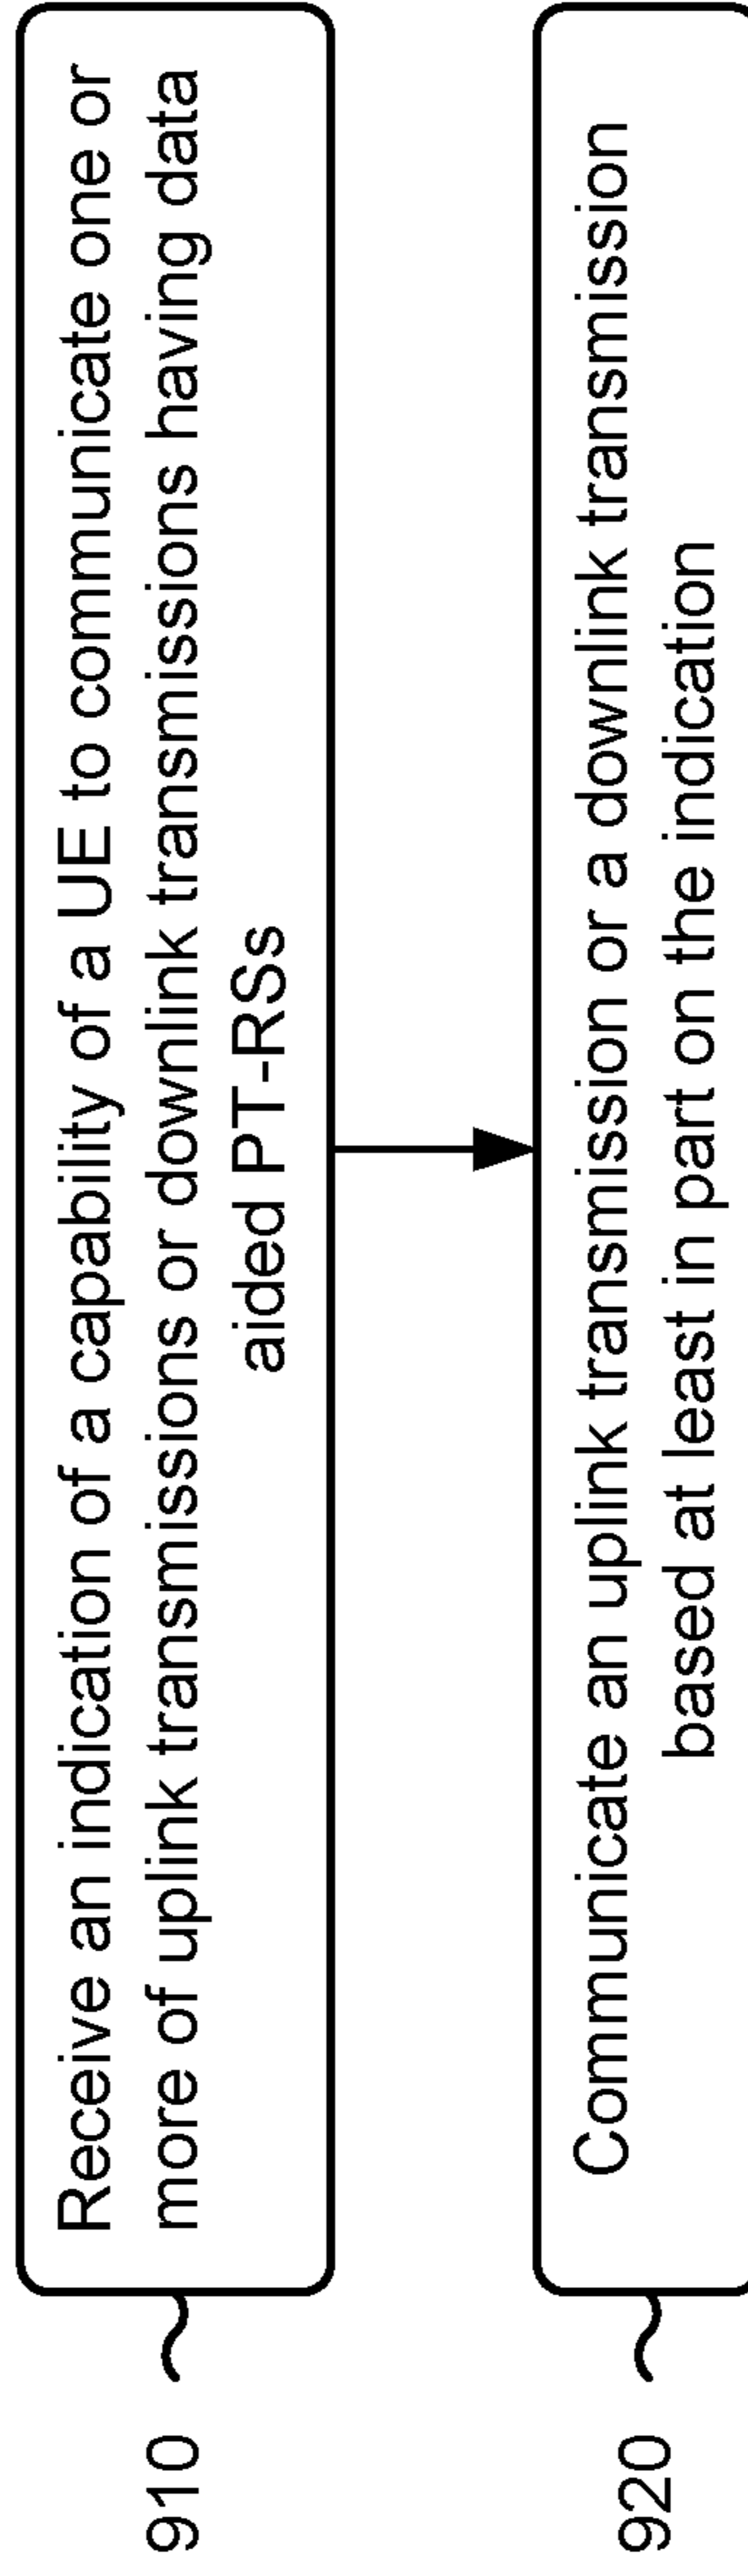 910
Receive an indication of a capability of a UE to communicate one or
more of uplink transmissions or downlink transmissions having data
aided PT-RSs
920
Communicate an uplink transmission or a downlink transmission
based at least in part on the indication